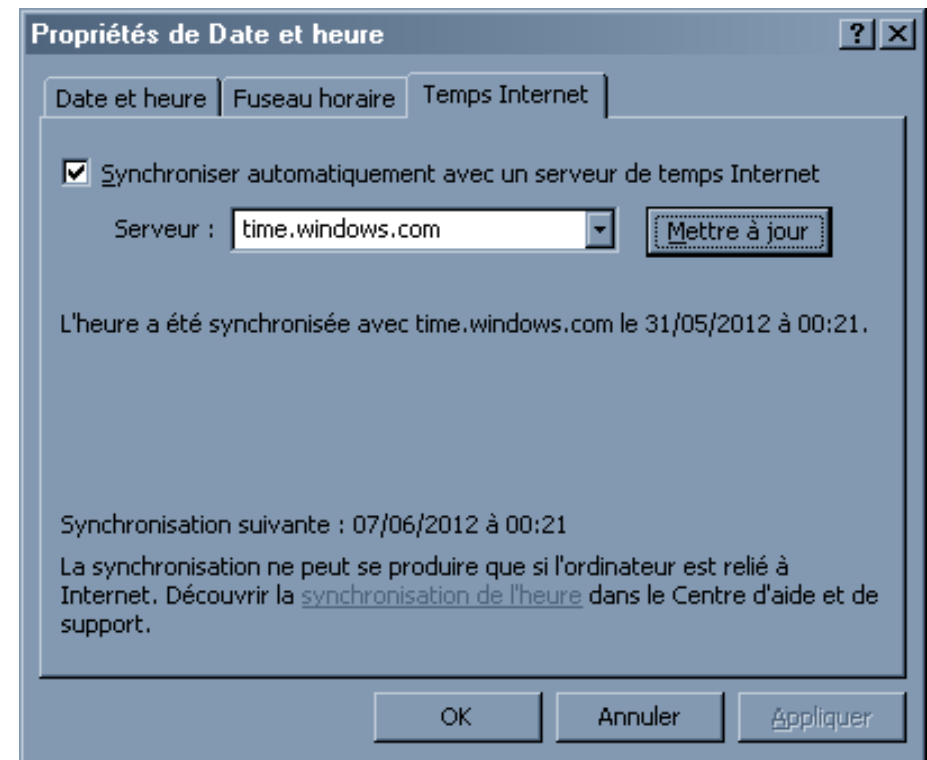 Propriétés de Date et heure
Date et heure
Fuseau horaire
Temps Internet
Synchroniser automatiquement avec un serveur de temps Internet
Serveur : time.windows.com
Mettre à jour
L'heure a été synchronisée avec time.windows.com le 31/05/2012 à 00:21.
Synchronisation suivante : 07/06/2012 à 00:21
La synchronisation ne peut se produire que si l'ordinateur est relié à
Internet. Découvrir la synchronisation de l'heure dans le Centre d'aide et de
support.
OK
Annuler
Appliquer